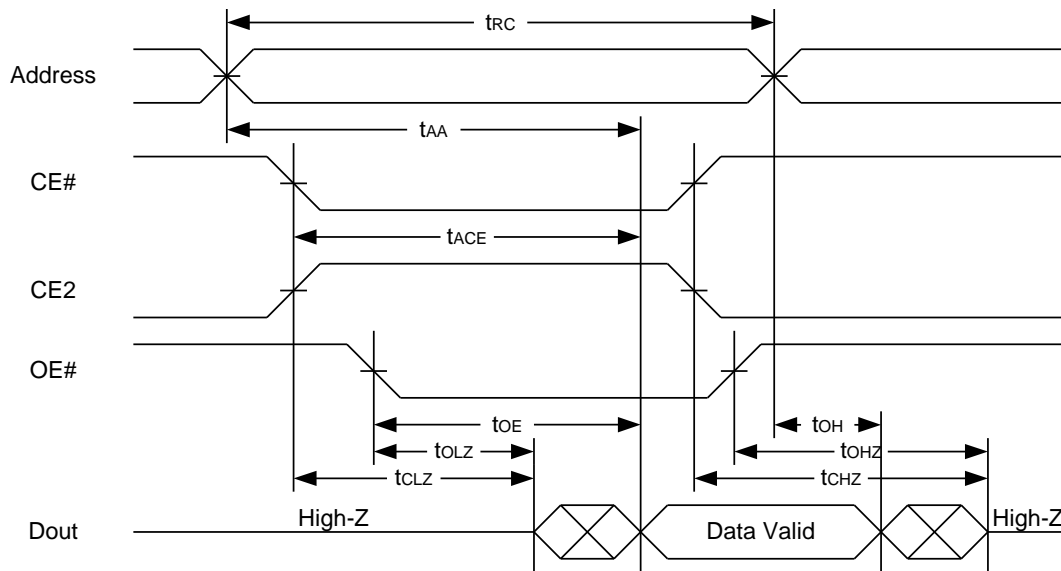 tRC
Address
tAA
CE#
tACE
CE2
OE#
tOE
tOH
tOLZ
tOHZ
tCLZ
tCHZ
Dout
High-Z
Data Valid
High-Z